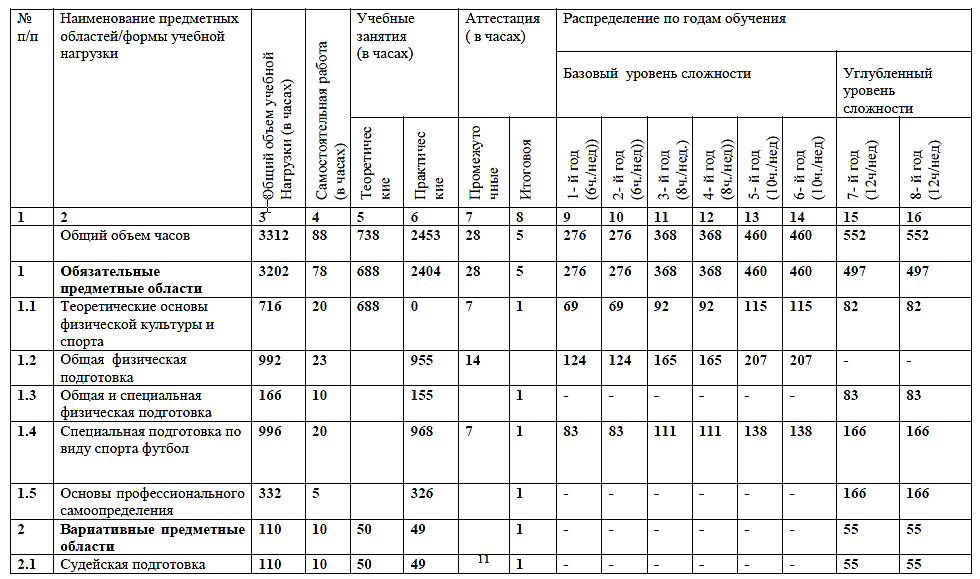 №
п/п
Наименование предметных
областей/формы учебной
нагрузки
Общий объем учебной
Нагрузки (в часах)
Самостоятельная работа
(в часах)
Учебные
занятия
(в часах)
Аттестация
( в часах)
Распределение по годам обучения
Базовый уровень сложности
Углубленный
уровень
сложности
Теоретичес
кие
Практичес
кие
Промежуто
чные
Итоговоя
1- й год
(6ч./нед))
2- й год
(6ч./нед))
3- й год
(8ч./нед.)
4- й год
(8ч./нед))
5- й год
(10ч./нед)
6- й год
(10ч./нед)
7- й год
(12ч/нед)
8- й год
(12ч/нед)
1 2 3 4 5 6 7 8 9 10 11 12 13 14 15 16
Общий объем часов 3312 88 738 2453 28 5 276 276 368 368 460 460 552 552
1 Обязательные 3202 78 688 2404 28 5 276 276 368 368 460 460 497 497
предметные области
1.1 Теоретические основы 716 20 688 0 7 1 69 69 92 92 115 115 82 82
физической культуры и
спорта
1.2 Общая физическая 992 23 955 14 124 124 165 165 207 207 - -
подготовка
1.3 Общая и специальная 166 10 155 1 - - - - - - 83 83
физическая подготовка
1.4 Специальная подготовка по 996 20 968 7 1 83 83 111 111 138 138 166 166
виду спорта футбол
1.5 Основы профессионального 332 5 326 1 - - - - - - 166 166
самоопределения
2 Вариативные предметные 110 10 50 49 1 - - - - - - 55 55
области
2.1 Судейская подготовка 110 10 50 49 11 1 - - - - - - 55 55